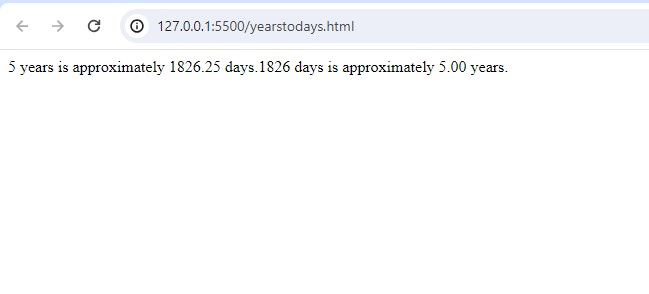 127.0.0.1:5500/yearstodays.html
5 years is approximately 1826.25 days.1826 days is approximately 5.00 years.